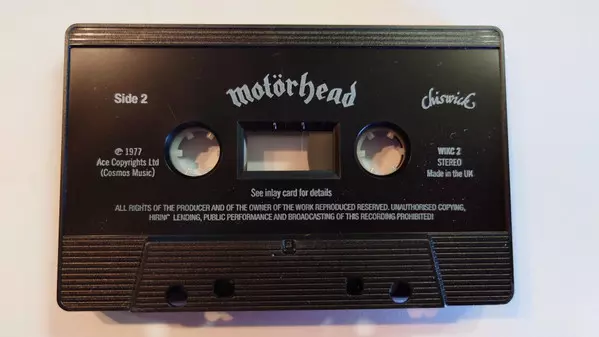 Side 2
motörhead
Chiswick
℗ 1977
Ace Copyrights Ltd
(Cosmos Music)
WIKC 2
STEREO
Made in the UK
See inlay card for details
ALL RIGHTS OF THE PRODUCER AND OF THE OWNER OF THE WORK REPRODUCED RESERVED. UNAUTHORISED COPYING,
HIRING LENDING, PUBLIC PERFORMANCE AND BROADCASTING OF THIS RECORDING PROHIBITED!